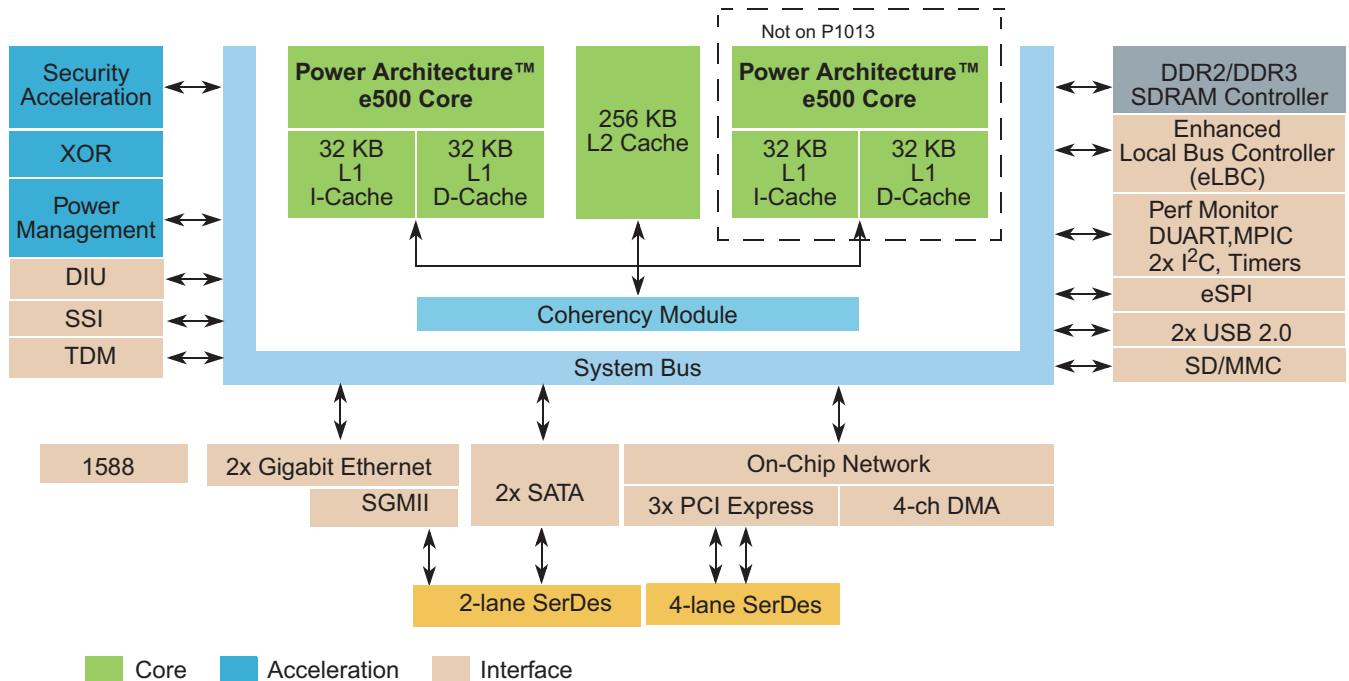 Not on P1013
Security
Acceleration
XOR
Power
Management
DIU
SSI
TDM
Power Architecture™
e500 Core
32 KB
L1
I-Cache
32 KB
L1
D-Cache
256 KB
L2 Cache
Power Architecture™
e500 Core
32 KB
L1
I-Cache
32 KB
L1
D-Cache
Coherency Module
System Bus
DDR2/DDR3
SDRAM Controller
Enhanced
Local Bus Controller
(eLBC)
Perf Monitor
DUART,MPIC
2x I²C, Timers
eSPI
2x USB 2.0
SD/MMC
1588
2x Gigabit Ethernet
SGMII
2x SATA
On-Chip Network
3x PCI Express
4-ch DMA
2-lane SerDes
4-lane SerDes
Core
Acceleration
Interface